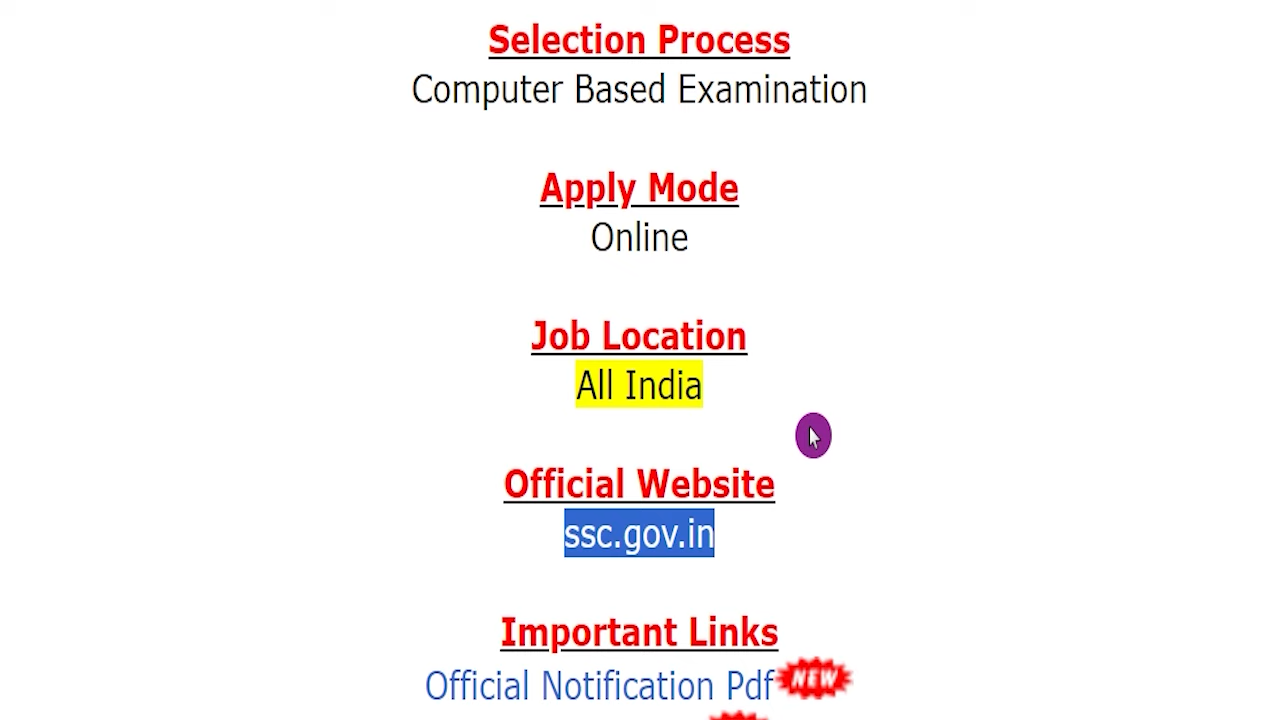 Selection Process
Computer Based Examination
Apply Mode
Online
Job Location
All India
Official Website
ssc.gov.in
Important Links
Official Notification Pdf NEW